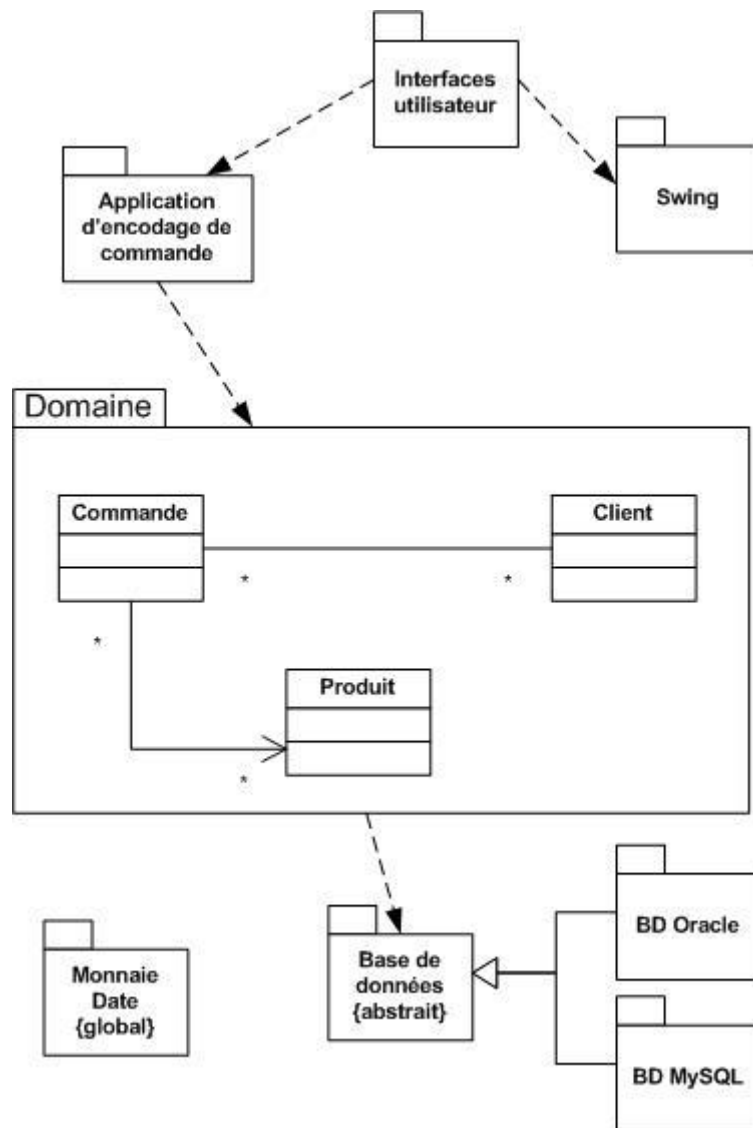 Interfaces
utilisateur
Application
d'encodage de
commande
Swing
Domaine
Commande
Client
*
*
*
Produit
*
Monnaie
Date
{global}
Base de
données
{abstrait}
BD Oracle
BD MySQL